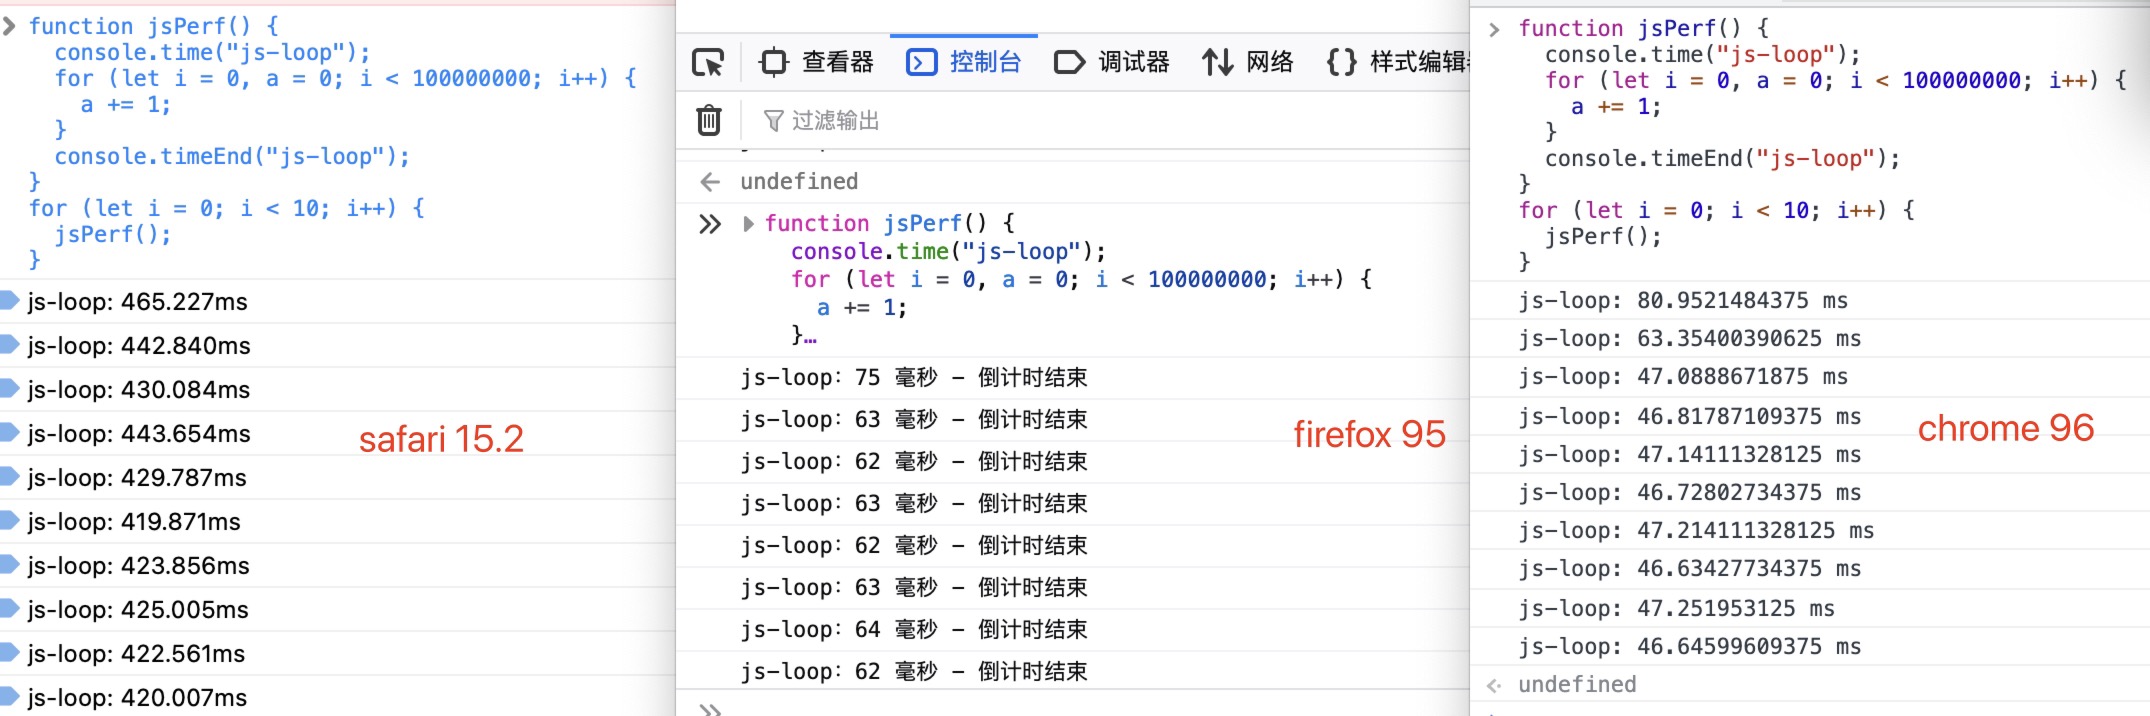 function jsPerf() {
  console.time("js-loop");
  for (let i = 0, a = 0; i < 100000000; i++) {
    a += 1;
  }
  console.timeEnd("js-loop");
}
for (let i = 0; i < 10; i++) {
  jsPerf();
}
js-loop: 465.227ms
js-loop: 442.840ms
js-loop: 430.084ms
js-loop: 443.654ms
js-loop: 429.787ms
js-loop: 419.871ms
js-loop: 423.856ms
js-loop: 425.005ms
js-loop: 422.561ms
js-loop: 420.007ms
safari 15.2
查看器 控制台 调试器 网络 {} 样式编辑
过滤输出
undefined
function jsPerf() {
  console.time("js-loop");
  for (let i = 0, a = 0; i < 100000000; i++) {
    a += 1;
  }…
js-loop: 75 毫秒 - 倒计时结束
js-loop: 63 毫秒 - 倒计时结束
js-loop: 62 毫秒 - 倒计时结束
js-loop: 63 毫秒 - 倒计时结束
js-loop: 62 毫秒 - 倒计时结束
js-loop: 63 毫秒 - 倒计时结束
js-loop: 64 毫秒 - 倒计时结束
js-loop: 62 毫秒 - 倒计时结束
firefox 95
function jsPerf() {
  console.time("js-loop");
  for (let i = 0, a = 0; i < 100000000; i++) {
    a += 1;
  }
  console.timeEnd("js-loop");
}
for (let i = 0; i < 10; i++) {
  jsPerf();
}
js-loop: 80.9521484375 ms
js-loop: 63.35400390625 ms
js-loop: 47.0888671875 ms
js-loop: 46.81787109375 ms
js-loop: 47.14111328125 ms
js-loop: 46.72802734375 ms
js-loop: 47.214111328125 ms
js-loop: 46.63427734375 ms
js-loop: 47.251953125 ms
js-loop: 46.64599609375 ms
undefined
chrome 96